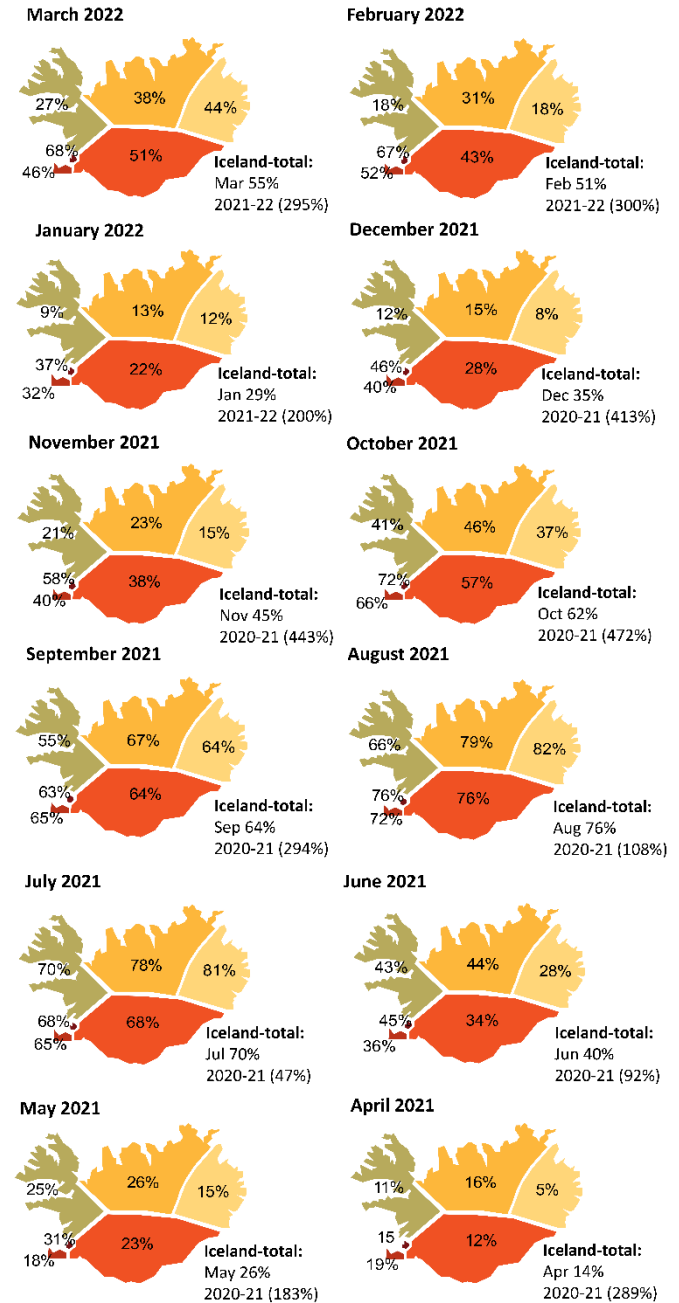 March 2022
38%
27%
44%
68%
51%
46%
Iceland-total:
Mar 55%
2021-22 (295%)
February 2022
31%
18%
18%
67%
43%
52%
Iceland-total:
Feb 51%
2021-22 (300%)
January 2022
13%
9%
12%
37%
22%
32%
Iceland-total:
Jan 29%
2021-22 (200%)
December 2021
15%
12%
8%
46%
28%
40%
Iceland-total:
Dec 35%
2020-21 (413%)
November 2021
23%
21%
15%
58%
38%
40%
Iceland-total:
Nov 45%
2020-21 (443%)
October 2021
46%
41%
37%
72%
57%
66%
Iceland-total:
Oct 62%
2020-21 (472%)
September 2021
67%
55%
64%
63%
64%
65%
Iceland-total:
Sep 64%
2020-21 (294%)
August 2021
79%
66%
82%
76%
76%
72%
Iceland-total:
Aug 76%
2020-21 (108%)
July 2021
78%
70%
81%
68%
68%
65%
Iceland-total:
Jul 70%
2020-21 (47%)
June 2021
44%
43%
28%
45%
34%
36%
Iceland-total:
Jun 40%
2020-21 (92%)
May 2021
26%
25%
15%
31%
23%
18%
Iceland-total:
May 26%
2020-21 (183%)
April 2021
16%
11%
5%
15
12%
19%
Iceland-total:
Apr 14%
2020-21 (289%)